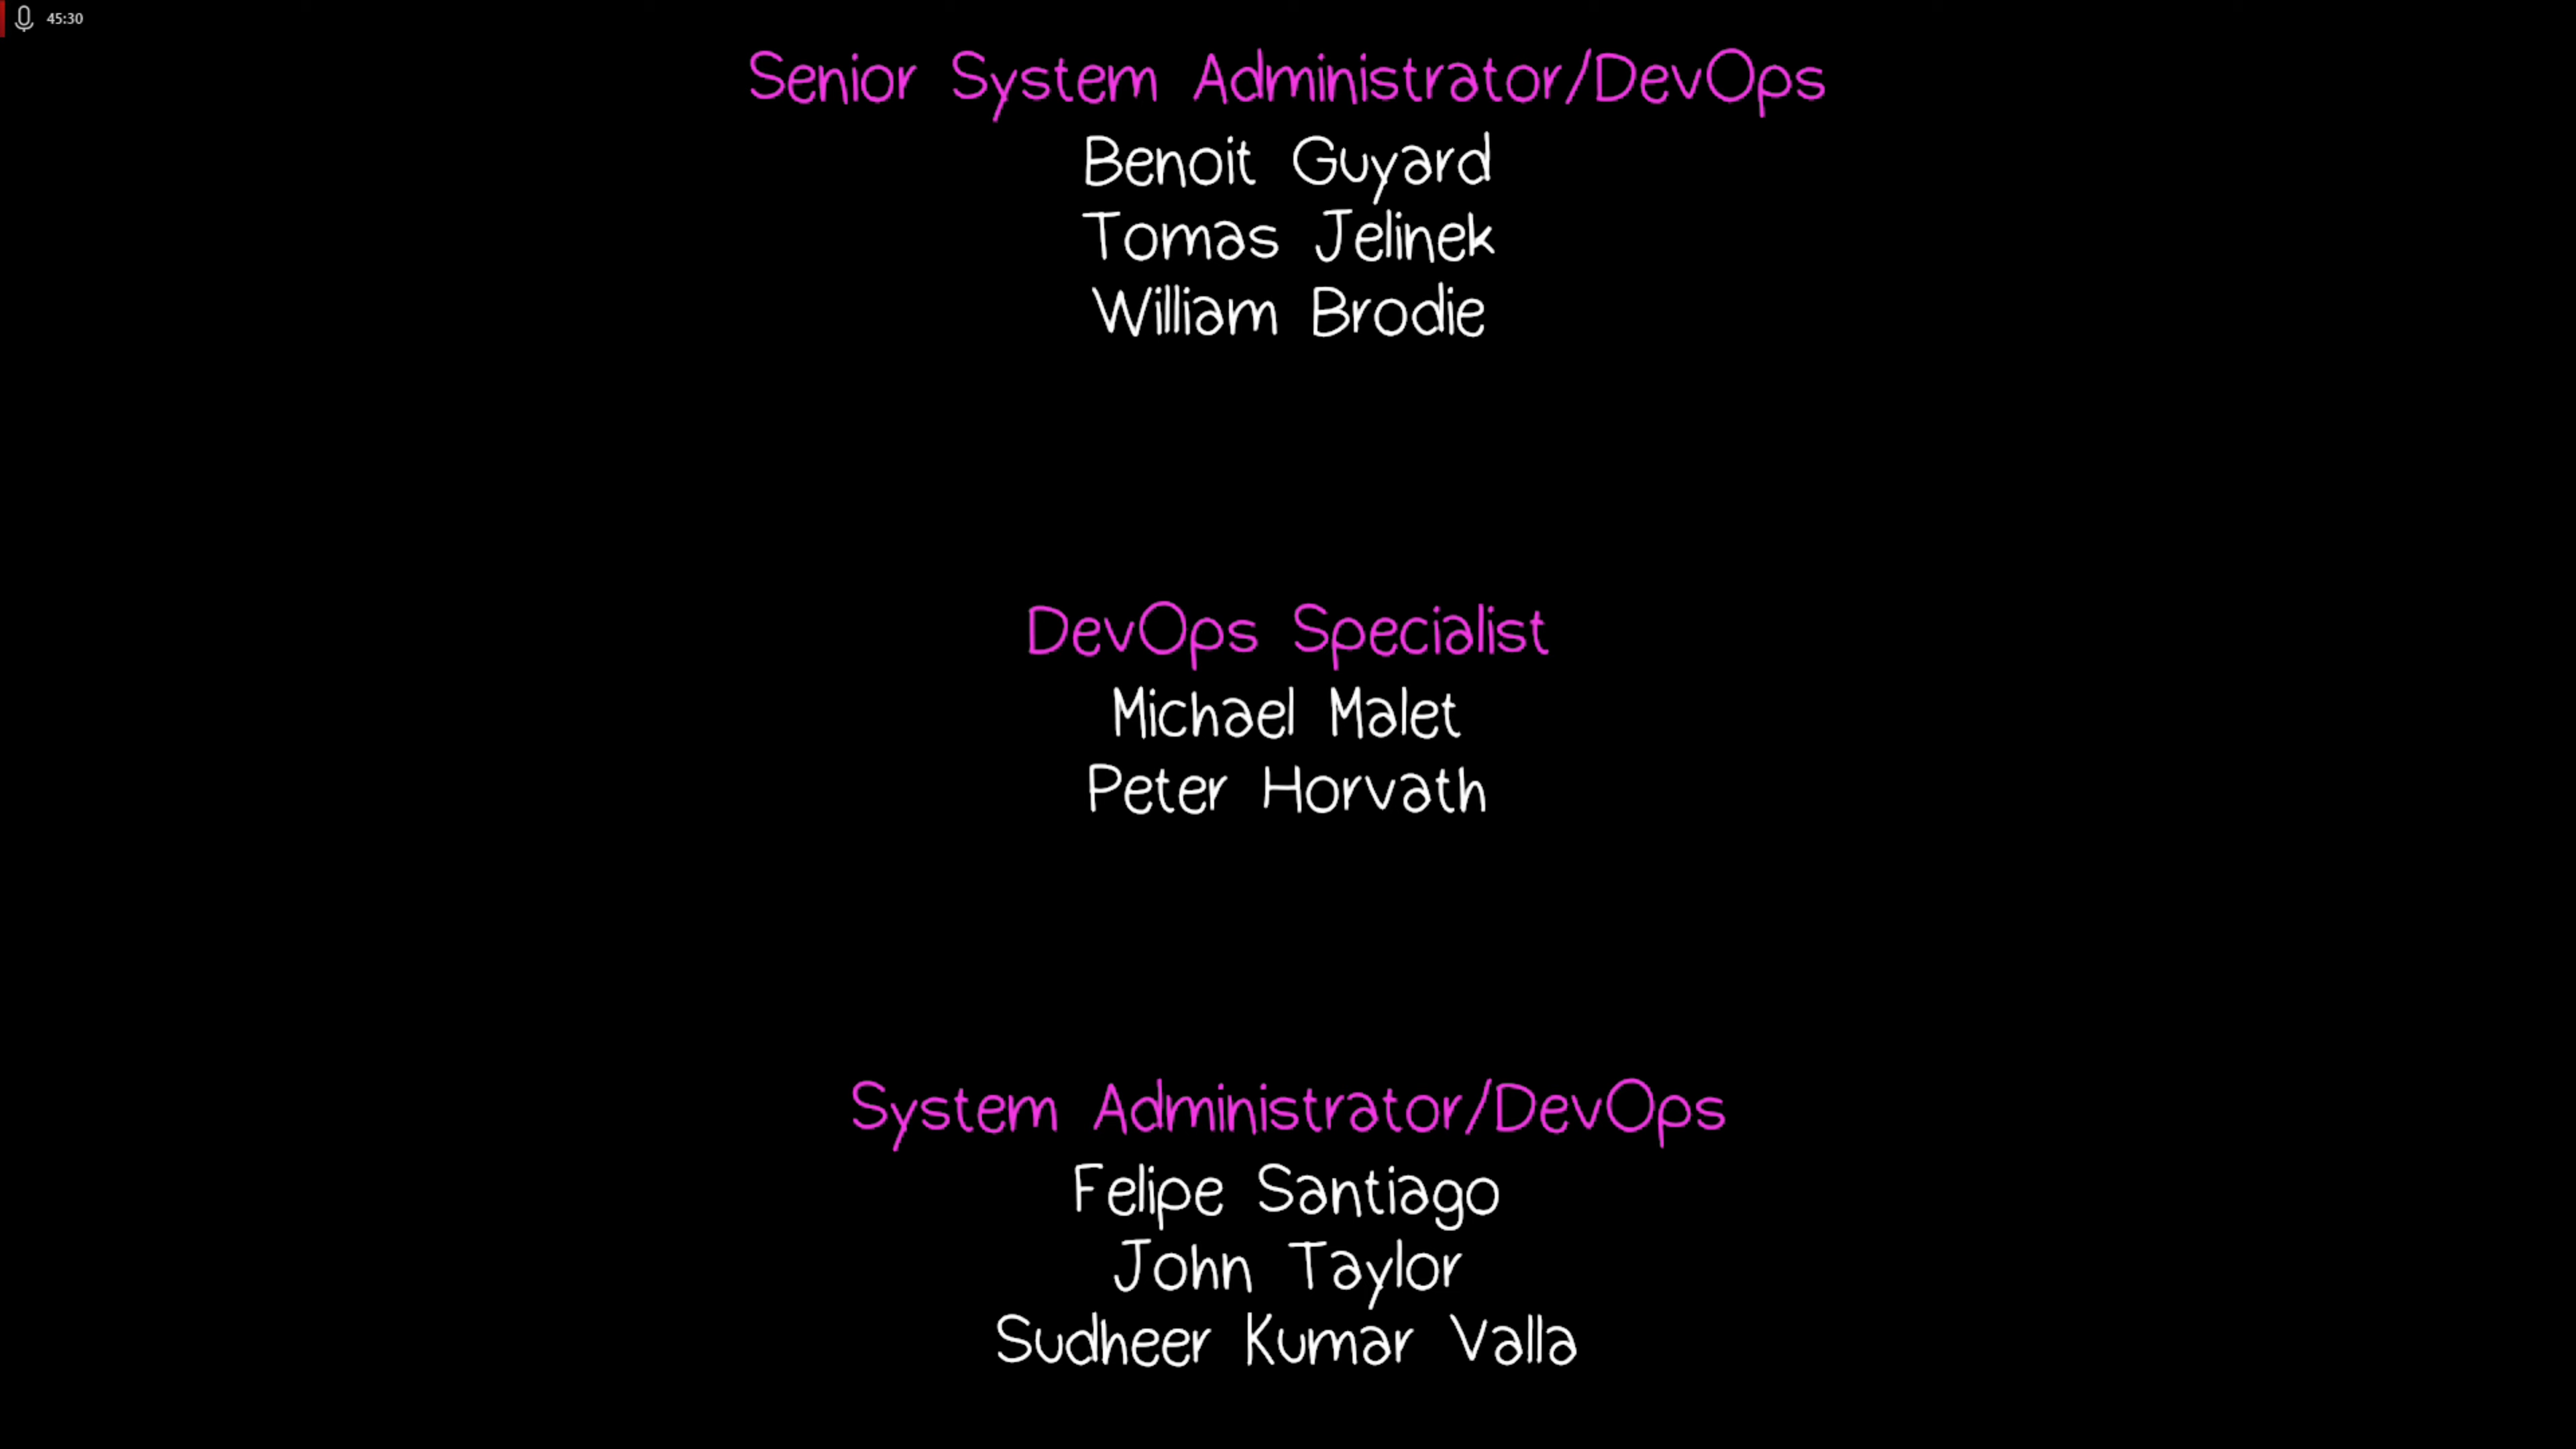 45:30
Senior System Administrator/DevOps
Benoit Guyard
Tomas Jelinek
William Brodie
DevOps Specialist
Michael Malet
Peter Horvath
System Administrator/DevOps
Felipe Santiago
John Taylor
Sudheer Kumar Valla